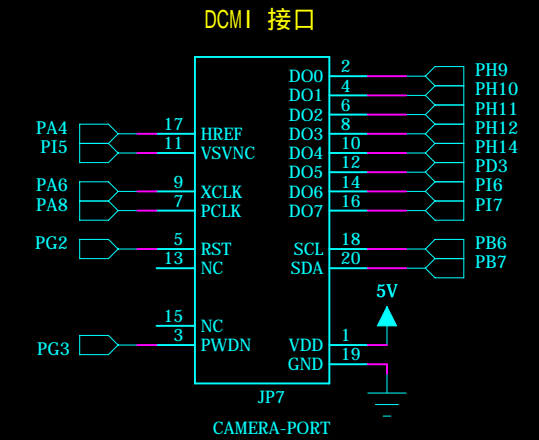 DCMI 接口
2 PH9
DO0
4 PH10
DO1
6 PH11
DO2
PA4 17 HREF DO3 8 PH12
PI5 11 VSVNC DO4 10 PH14
DO5 12 PD3
PA6 9 XCLK DO6 14 PI6
PA8 7 PCLK DO7 16 PI7
PG2 5 RST SCL 18 PB6
13 NC SDA 20 PB7
5V
15 NC
PG3 3 PWDN VDD 1
GND 19
JP7
CAMERA-PORT